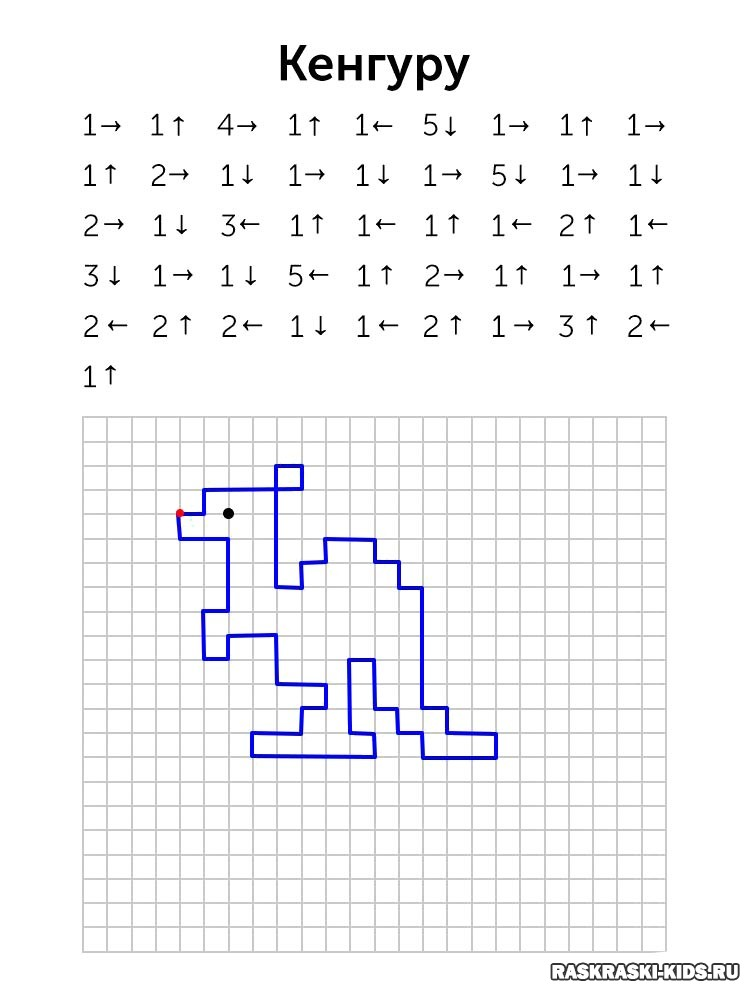 Кенгуру
1→ 1↑ 4→ 1↑ 1← 5↓ 1→ 1↑ 1→
1↑ 2→ 1↓ 1→ 1↓ 1→ 5↓ 1→ 1↓
2→ 1↓ 3← 1↑ 1← 1↑ 1← 2↑ 1←
3↓ 1→ 1↓ 5← 1↑ 2→ 1↑ 1→ 1↑
2← 2↑ 2← 1↓ 1← 2↑ 1→ 3↑ 2←
1↑
RASKRASKI-KIDS.RU